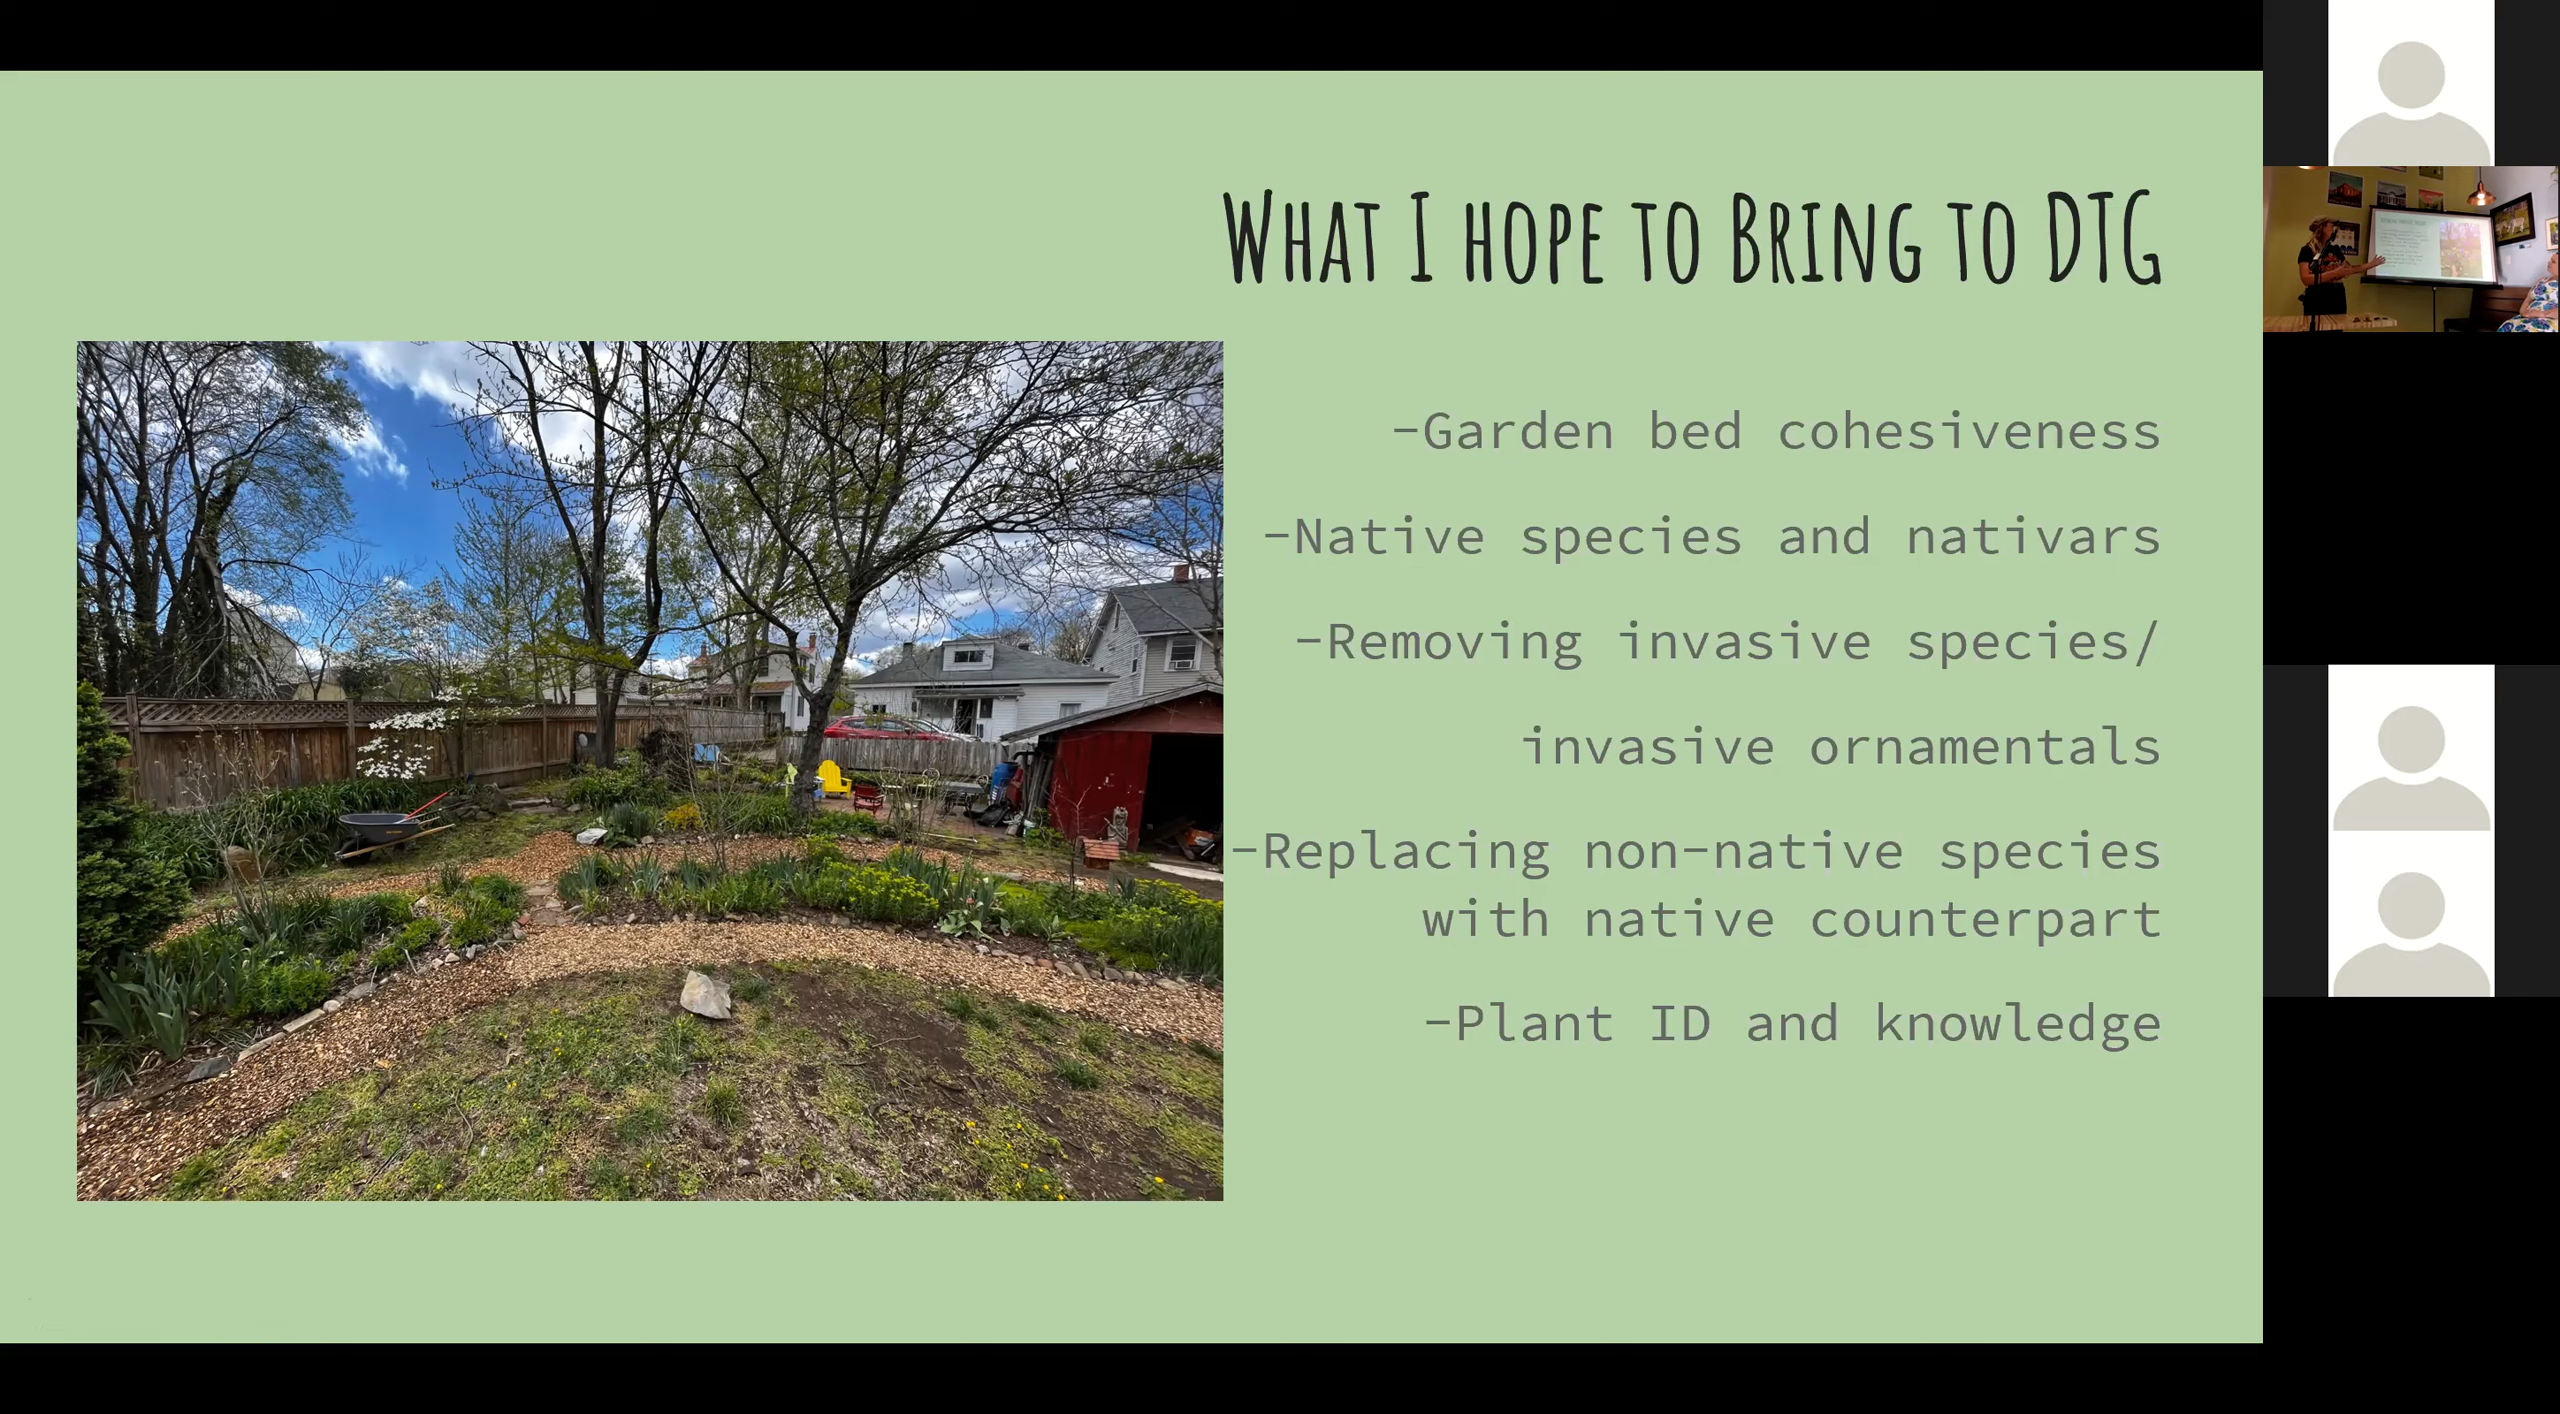 What I hope to Bring to DTG
-Garden bed cohesiveness
-Native species and nativars
-Removing invasive species/
invasive ornamentals
-Replacing non-native species
with native counterpart
-Plant ID and knowledge